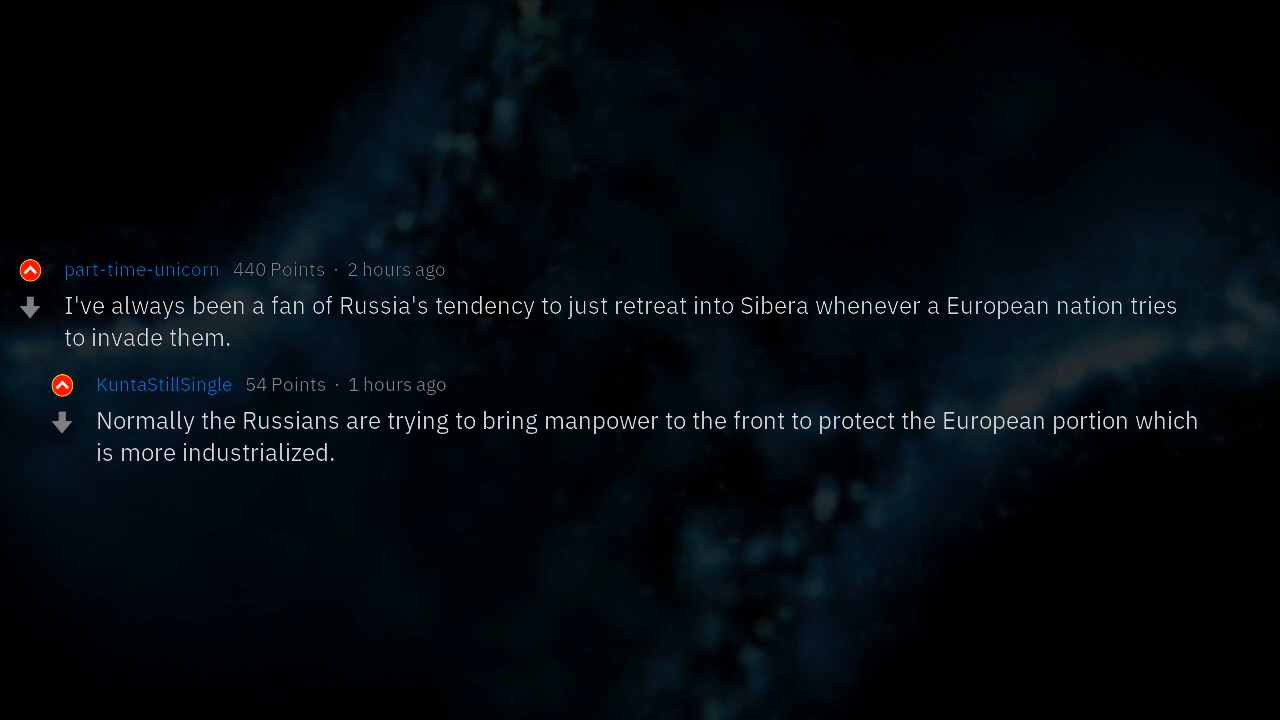 part-time-unicorn 440 Points · 2 hours ago
I've always been a fan of Russia's tendency to just retreat into Sibera whenever a European nation tries
to invade them.
KuntaStillSingle 54 Points · 1 hours ago
Normally the Russians are trying to bring manpower to the front to protect the European portion which
is more industrialized.